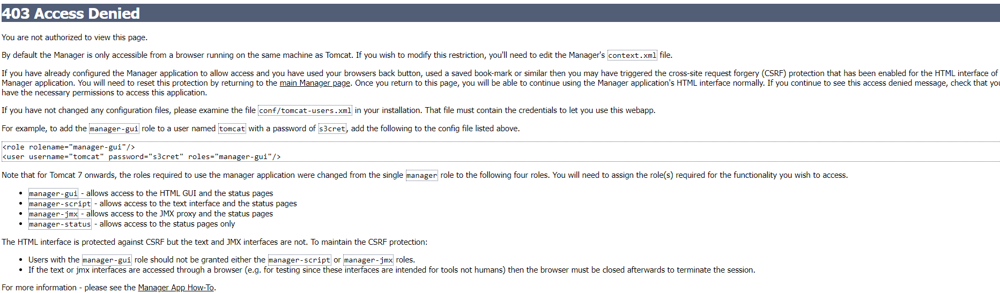 403 Access Denied
You are not authorized to view this page.
By default the Manager is only accessible from a browser running on the same machine as Tomcat. If you wish to modify this restriction, you'll need to edit the Manager's context.xml file.
If you have already configured the Manager application to allow access and you have used your browsers back button, used a saved book-mark or similar then you may have triggered the cross-site request forgery (CSRF) protection that has been enabled for the HTML interface of
Manager application. You will need to reset this protection by returning to the main Manager page. Once you return to this page, you will be able to continue using the Manager application's HTML interface normally. If you continue to see this access denied message, check that you
have the necessary permissions to access this application.
If you have not changed any configuration files, please examine the file conf/tomcat-users.xml in your installation. That file must contain the credentials to let you use this webapp.
For example, to add the manager-gui role to a user named tomcat with a password of s3cret, add the following to the config file listed above.
<role rolename="manager-gui"/>
<user username="tomcat" password="s3cret" roles="manager-gui"/>
Note that for Tomcat 7 onwards, the roles required to use the manager application were changed from the single manager role to the following four roles. You will need to assign the role(s) required for the functionality you wish to access.
• manager-gui - allows access to the HTML GUI and the status pages
• manager-script - allows access to the text interface and the status pages
• manager-jmx - allows access to the JMX proxy and the status pages
• manager-status - allows access to the status pages only
The HTML interface is protected against CSRF but the text and JMX interfaces are not. To maintain the CSRF protection:
• Users with the manager-gui role should not be granted either the manager-script or manager-jmx roles.
• If the text or jmx interfaces are accessed through a browser (e.g. for testing since these interfaces are intended for tools not humans) then the browser must be closed afterwards to terminate the session.
For more information - please see the Manager App How-To.